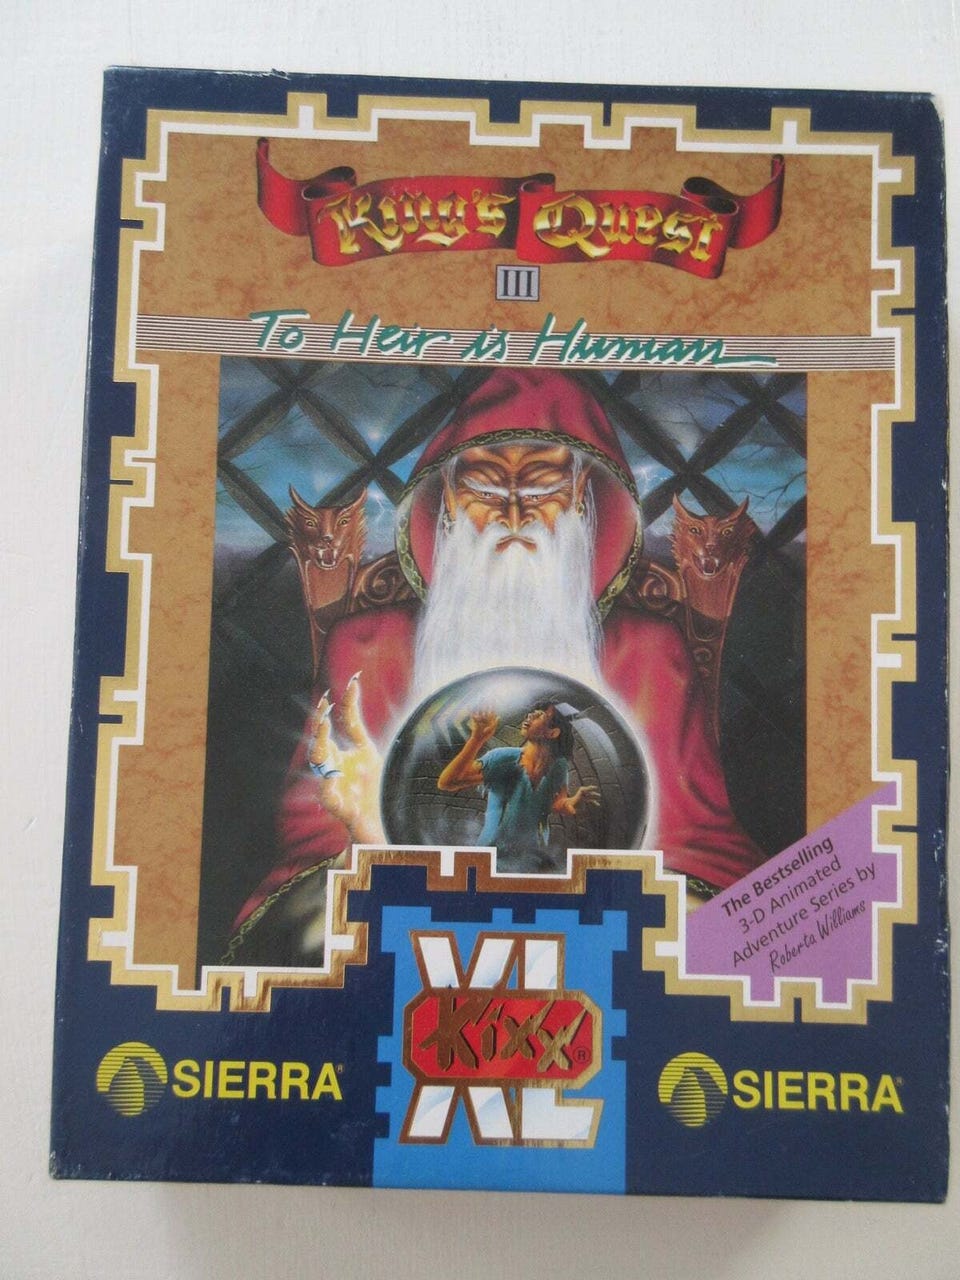 King's Quest
III
To Heir is Human
The Bestselling
3-D Animated
Adventure Series by
Roberta Williams
XL
Kixx®
SIERRA®
SIERRA®